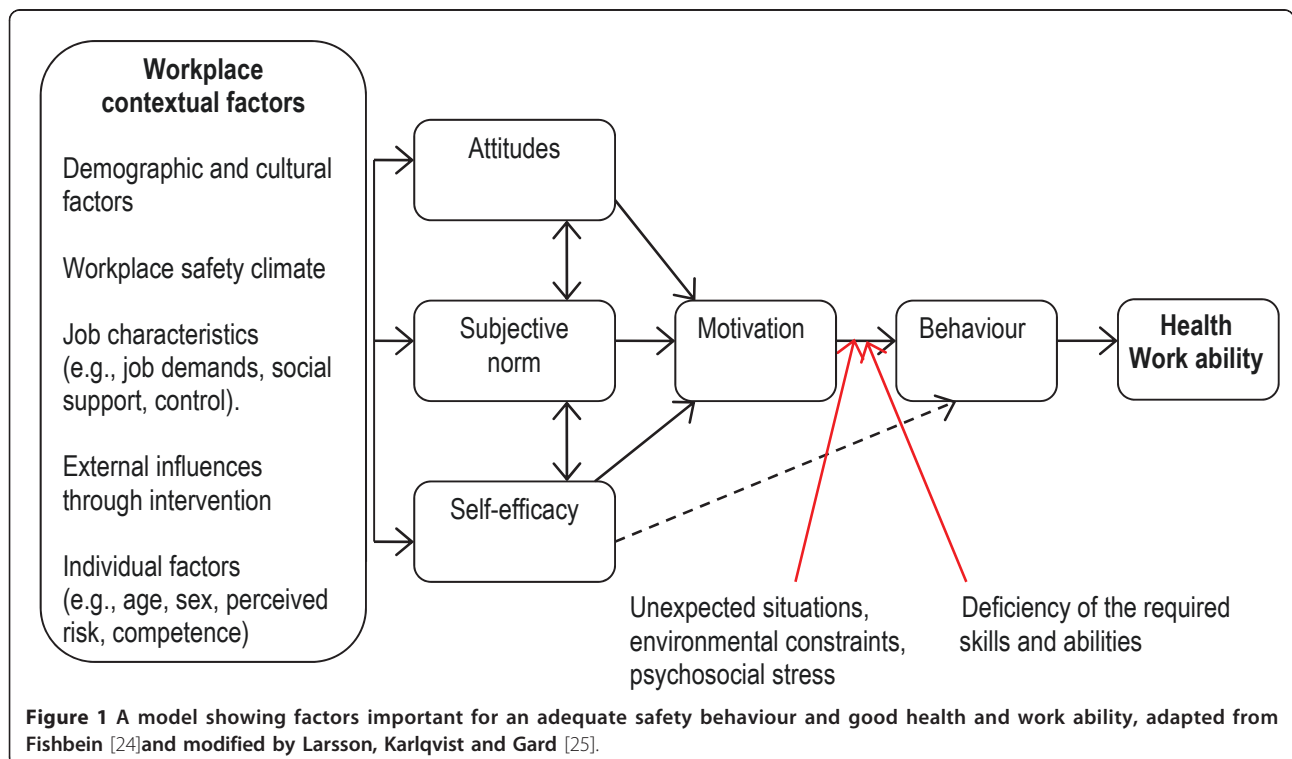 Workplace
contextual factors
Demographic and cultural
factors
Workplace safety climate
Job characteristics
(e.g., job demands, social
support, control).
External influences
through intervention
Individual factors
(e.g., age, sex, perceived
risk, competence)
Attitudes
Subjective
norm
Self-efficacy
Motivation
Behaviour
Health
Work ability
Unexpected situations,
environmental constraints,
psychosocial stress
Deficiency of the required
skills and abilities
Figure 1 A model showing factors important for an adequate safety behaviour and good health and work ability, adapted from
Fishbein [24]and modified by Larsson, Karlqvist and Gard [25].